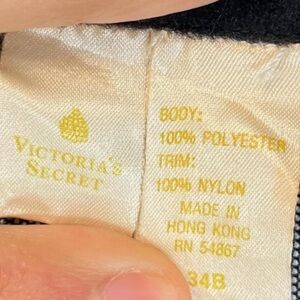 VICTORIA'S
SECRET
BODY:
100% POLYESTER
TRIM:
100% NYLON
MADE IN
HONG KONG
RN 54867
34B